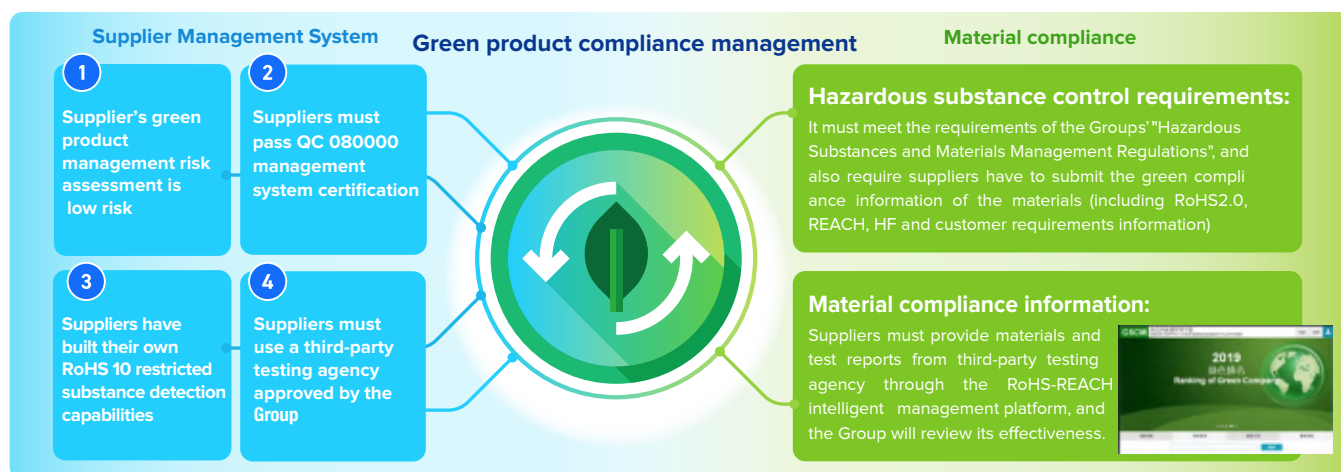 Supplier Management System
Green product compliance management
Material compliance
1
Supplier's green
product
management risk
assessment is
low risk
2
Suppliers must
pass QC 080000
management
system certification
3
Suppliers have
built their own
RoHS 10 restricted
substance detection
capabilities
4
Suppliers must
use a third-party
testing agency
approved by the
Group
Hazardous substance control requirements:
It must meet the requirements of the Groups' "Hazardous
Substances and Materials Management Regulations", and
also require suppliers have to submit the green compli
ance information of the materials (including RoHS2.0,
REACH, HF and customer requirements information)
Material compliance information:
Suppliers must provide materials and
test reports from third-party testing
agency through the RoHS-REACH
intelligent management platform, and
the Group will review its effectiveness.
2019
Ranking of Green Company